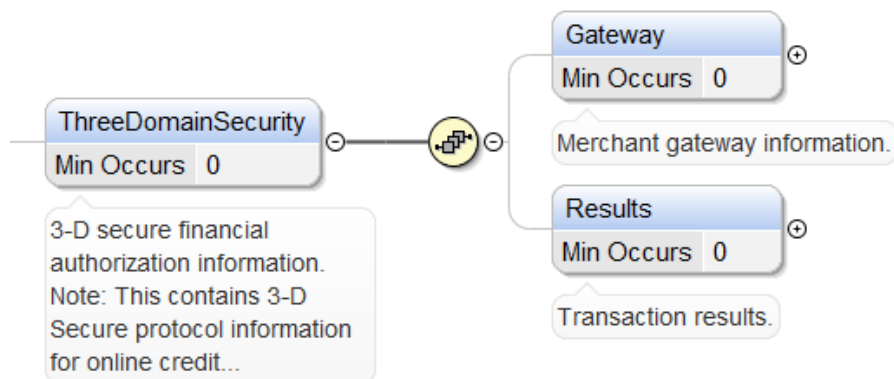 Gateway
Min Occurs 0
Merchant gateway information.
ThreeDomainSecurity
Min Occurs 0
3-D secure financial
authorization information.
Note: This contains 3-D
Secure protocol information
for online credit...
Results
Min Occurs 0
Transaction results.